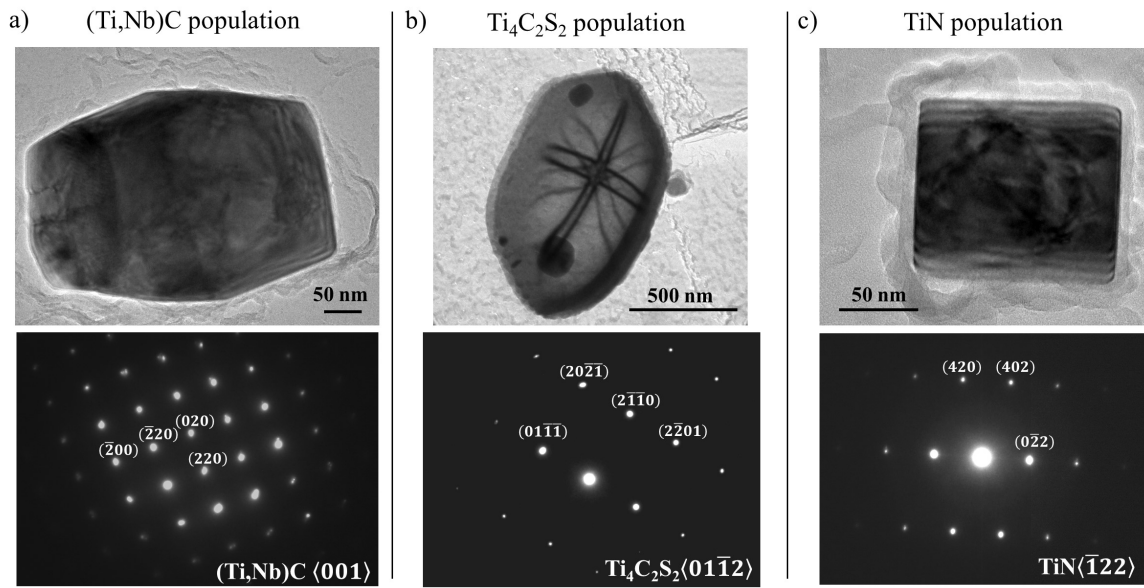 a) (Ti,Nb)C population
b) Ti₄C₂S₂ population
c) TiN population
50 nm
500 nm
50 nm
(020)
(2̅20)
(2̅00)
(220)
(Ti,Nb)C ⟨001⟩
(202̅1̅)
(21̅1̅0)
(011̅1̅)
(22̅01)
Ti₄C₂S₂⟨011̅2⟩
(420)
(402)
(02̅2)
TiN⟨1̅22⟩